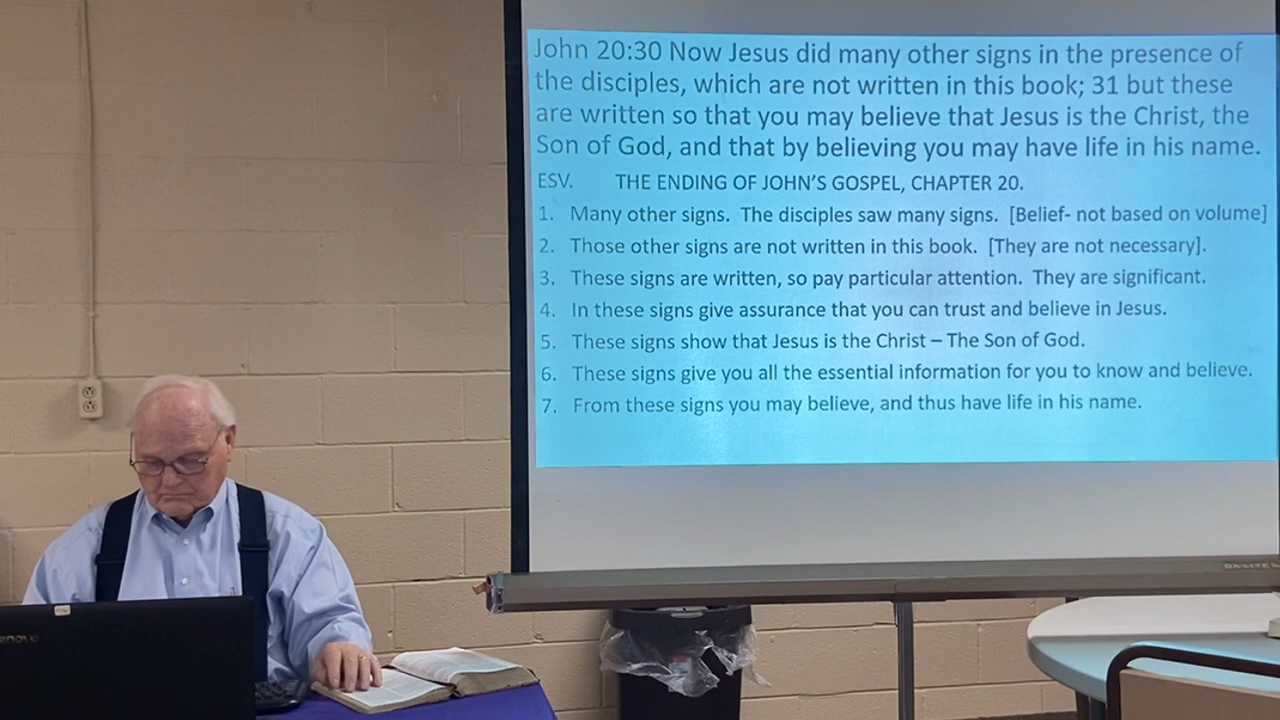 John 20:30 Now Jesus did many other signs in the presence of
the disciples, which are not written in this book; 31 but these
are written so that you may believe that Jesus is the Christ, the
Son of God, and that by believing you may have life in his name.
ESV. THE ENDING OF JOHN'S GOSPEL, CHAPTER 20.
1. Many other signs. The disciples saw many signs. [Belief- not based on volume]
2. Those other signs are not written in this book. [They are not necessary].
3. These signs are written, so pay particular attention. They are significant.
4. In these signs give assurance that you can trust and believe in Jesus.
5. These signs show that Jesus is the Christ – The Son of God.
6. These signs give you all the essential information for you to know and believe.
7. From these signs you may believe, and thus have life in his name.
DA-LITE
enovo